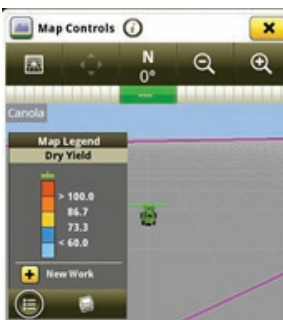 Map Controls
N
0°
---
Canola
Map Legend
Dry Yield
> 100.0
86.7
73.3
< 60.0
New Work